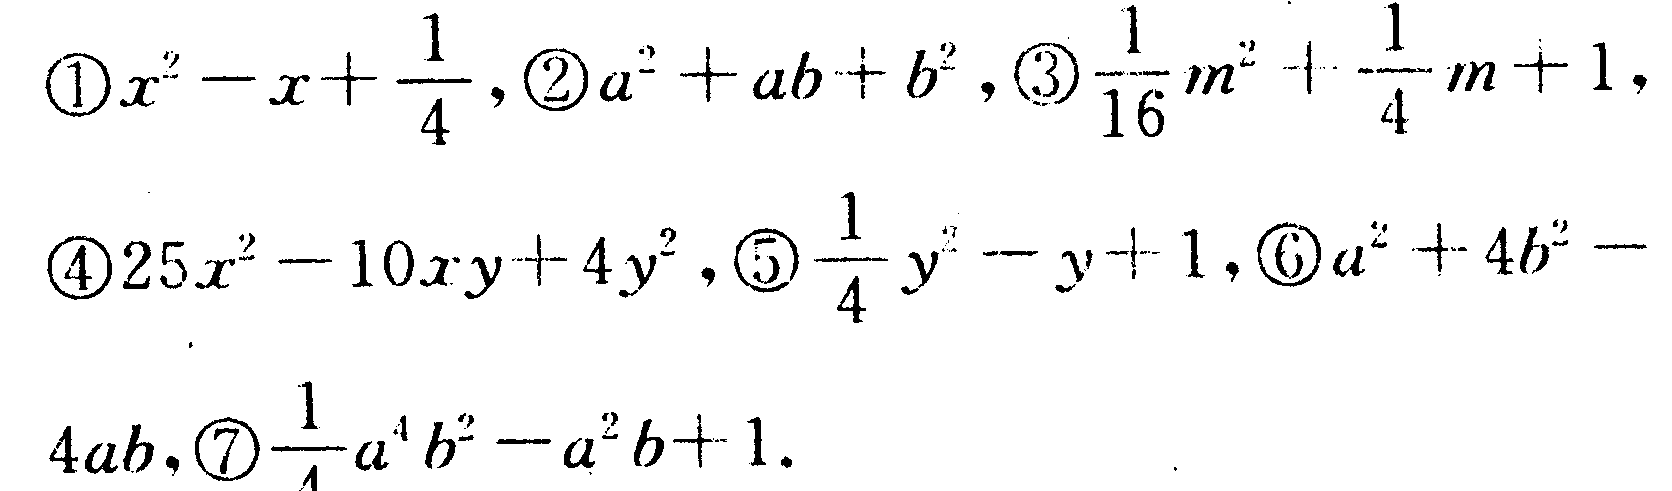 ①x² − x + 1/4, ②a² + ab + b², ③1/16 m² + 1/4 m + 1,
④25x² − 10xy + 4y², ⑤1/4 y² − y + 1, ⑥a² + 4b² −
4ab, ⑦1/4 a⁴b² − a²b + 1.